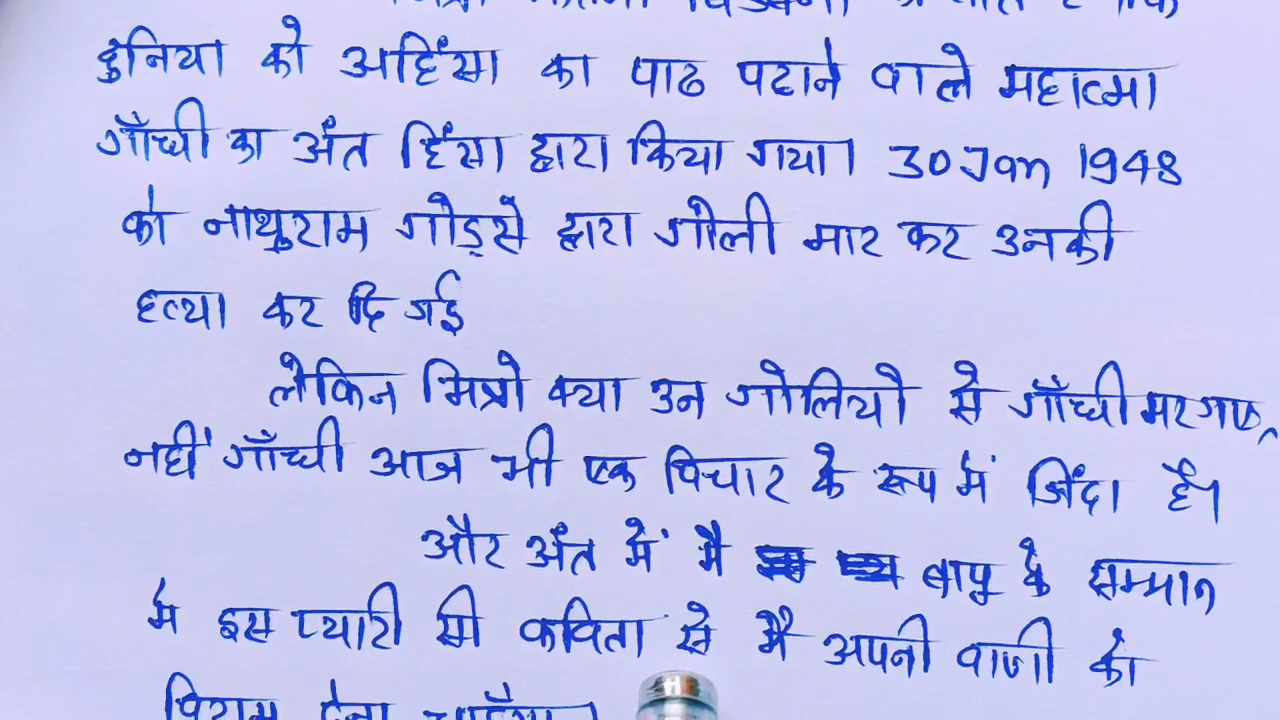 दुनिया को अहिंसा का पाठ पढाने वाले महात्मा
गाँधी का अंत हिंसा द्वारा किया गया। 30 Jan 1948
को नाथुराम गोड्से द्वारा गोली मार कर उनकी
हत्या कर दि गई
लेकिन मित्रो क्या उन गोलियो से गाँधी मर गए,
नहीं गाँधी आज भी एक विचार के रूप में जिंदा है।
और अंत में मै बापू के सम्मान
मे इस प्यारी सी कविता से मै अपनी वाणी को
विराम देना चाहूँगा।